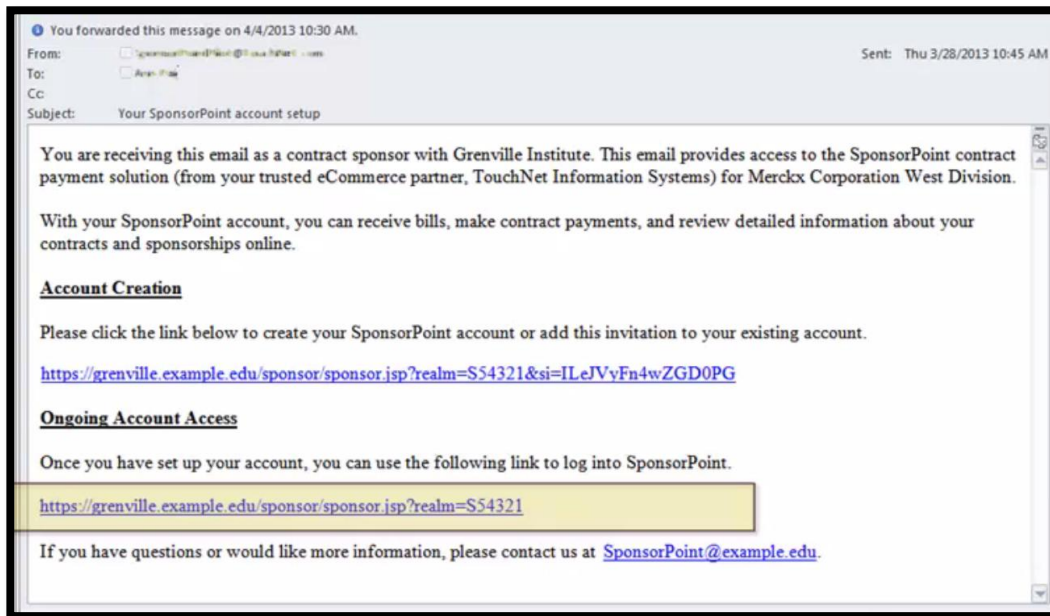 You forwarded this message on 4/4/2013 10:30 AM.
From:
Sent: Thu 3/28/2013 10:45 AM
To:
Cc:
Subject: Your SponsorPoint account setup
You are receiving this email as a contract sponsor with Grenville Institute. This email provides access to the SponsorPoint contract
payment solution (from your trusted eCommerce partner, TouchNet Information Systems) for Merckx Corporation West Division.
With your SponsorPoint account, you can receive bills, make contract payments, and review detailed information about your
contracts and sponsorships online.
Account Creation
Please click the link below to create your SponsorPoint account or add this invitation to your existing account.
https://grenville.example.edu/sponsor/sponsor.jsp?realm=S54321&si=ILeJVyFn4wZGD0PG
Ongoing Account Access
Once you have set up your account, you can use the following link to log into SponsorPoint.
https://grenville.example.edu/sponsor/sponsor.jsp?realm=S54321
If you have questions or would like more information, please contact us at SponsorPoint@example.edu.